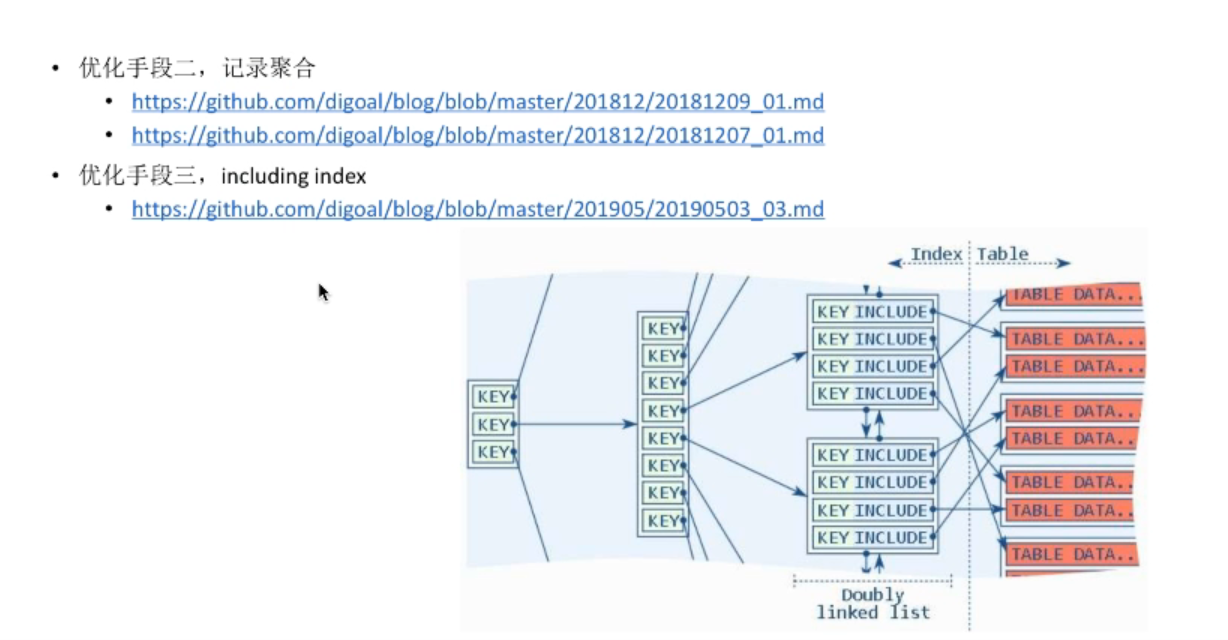 • 优化手段二，记录聚合
• https://github.com/digoal/blog/blob/master/201812/20181209_01.md
• https://github.com/digoal/blog/blob/master/201812/20181207_01.md
• 优化手段三，including index
• https://github.com/digoal/blog/blob/master/201905/20190503_03.md
Index Table
KEY
KEY
KEY
KEY
KEY
KEY
KEY
KEY
KEY
KEY
KEY
KEY INCLUDE
KEY INCLUDE
KEY INCLUDE
KEY INCLUDE
KEY INCLUDE
KEY INCLUDE
KEY INCLUDE
KEY INCLUDE
TABLE DATA...
TABLE DATA...
TABLE DATA...
TABLE DATA...
TABLE DATA..
TABLE DATA..
TABLE DATA..
TABLE DATA..
Doubly
linked list